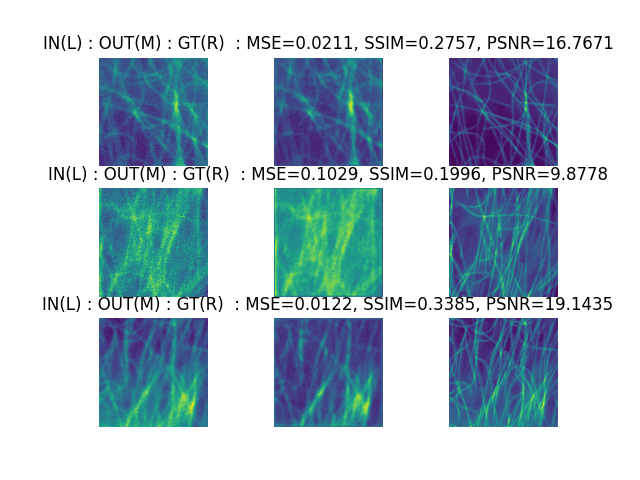 IN(L) : OUT(M) : GT(R)  : MSE=0.0211, SSIM=0.2757, PSNR=16.7671
IN(L) : OUT(M) : GT(R)  : MSE=0.1029, SSIM=0.1996, PSNR=9.8778
IN(L) : OUT(M) : GT(R)  : MSE=0.0122, SSIM=0.3385, PSNR=19.1435